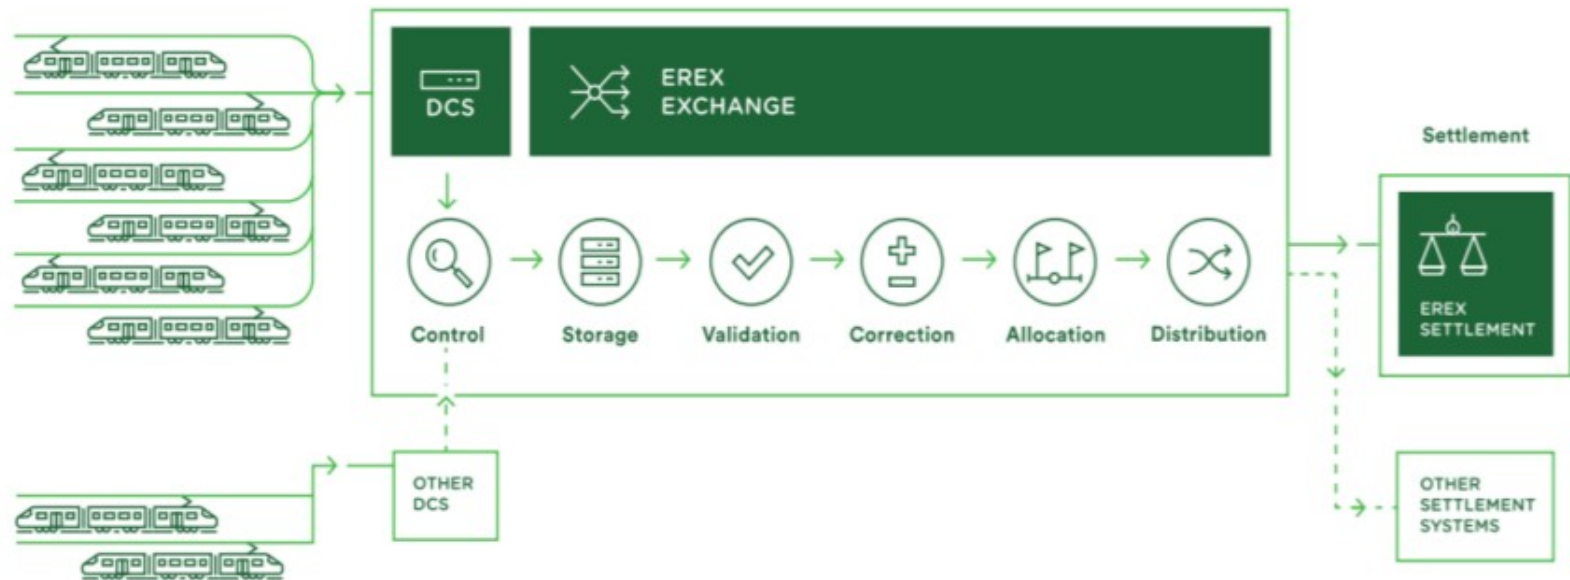 DCS
EREX
EXCHANGE
Settlement
Control
Storage
Validation
Correction
Allocation
Distribution
EREX
SETTLEMENT
OTHER
DCS
OTHER
SETTLEMENT
SYSTEMS